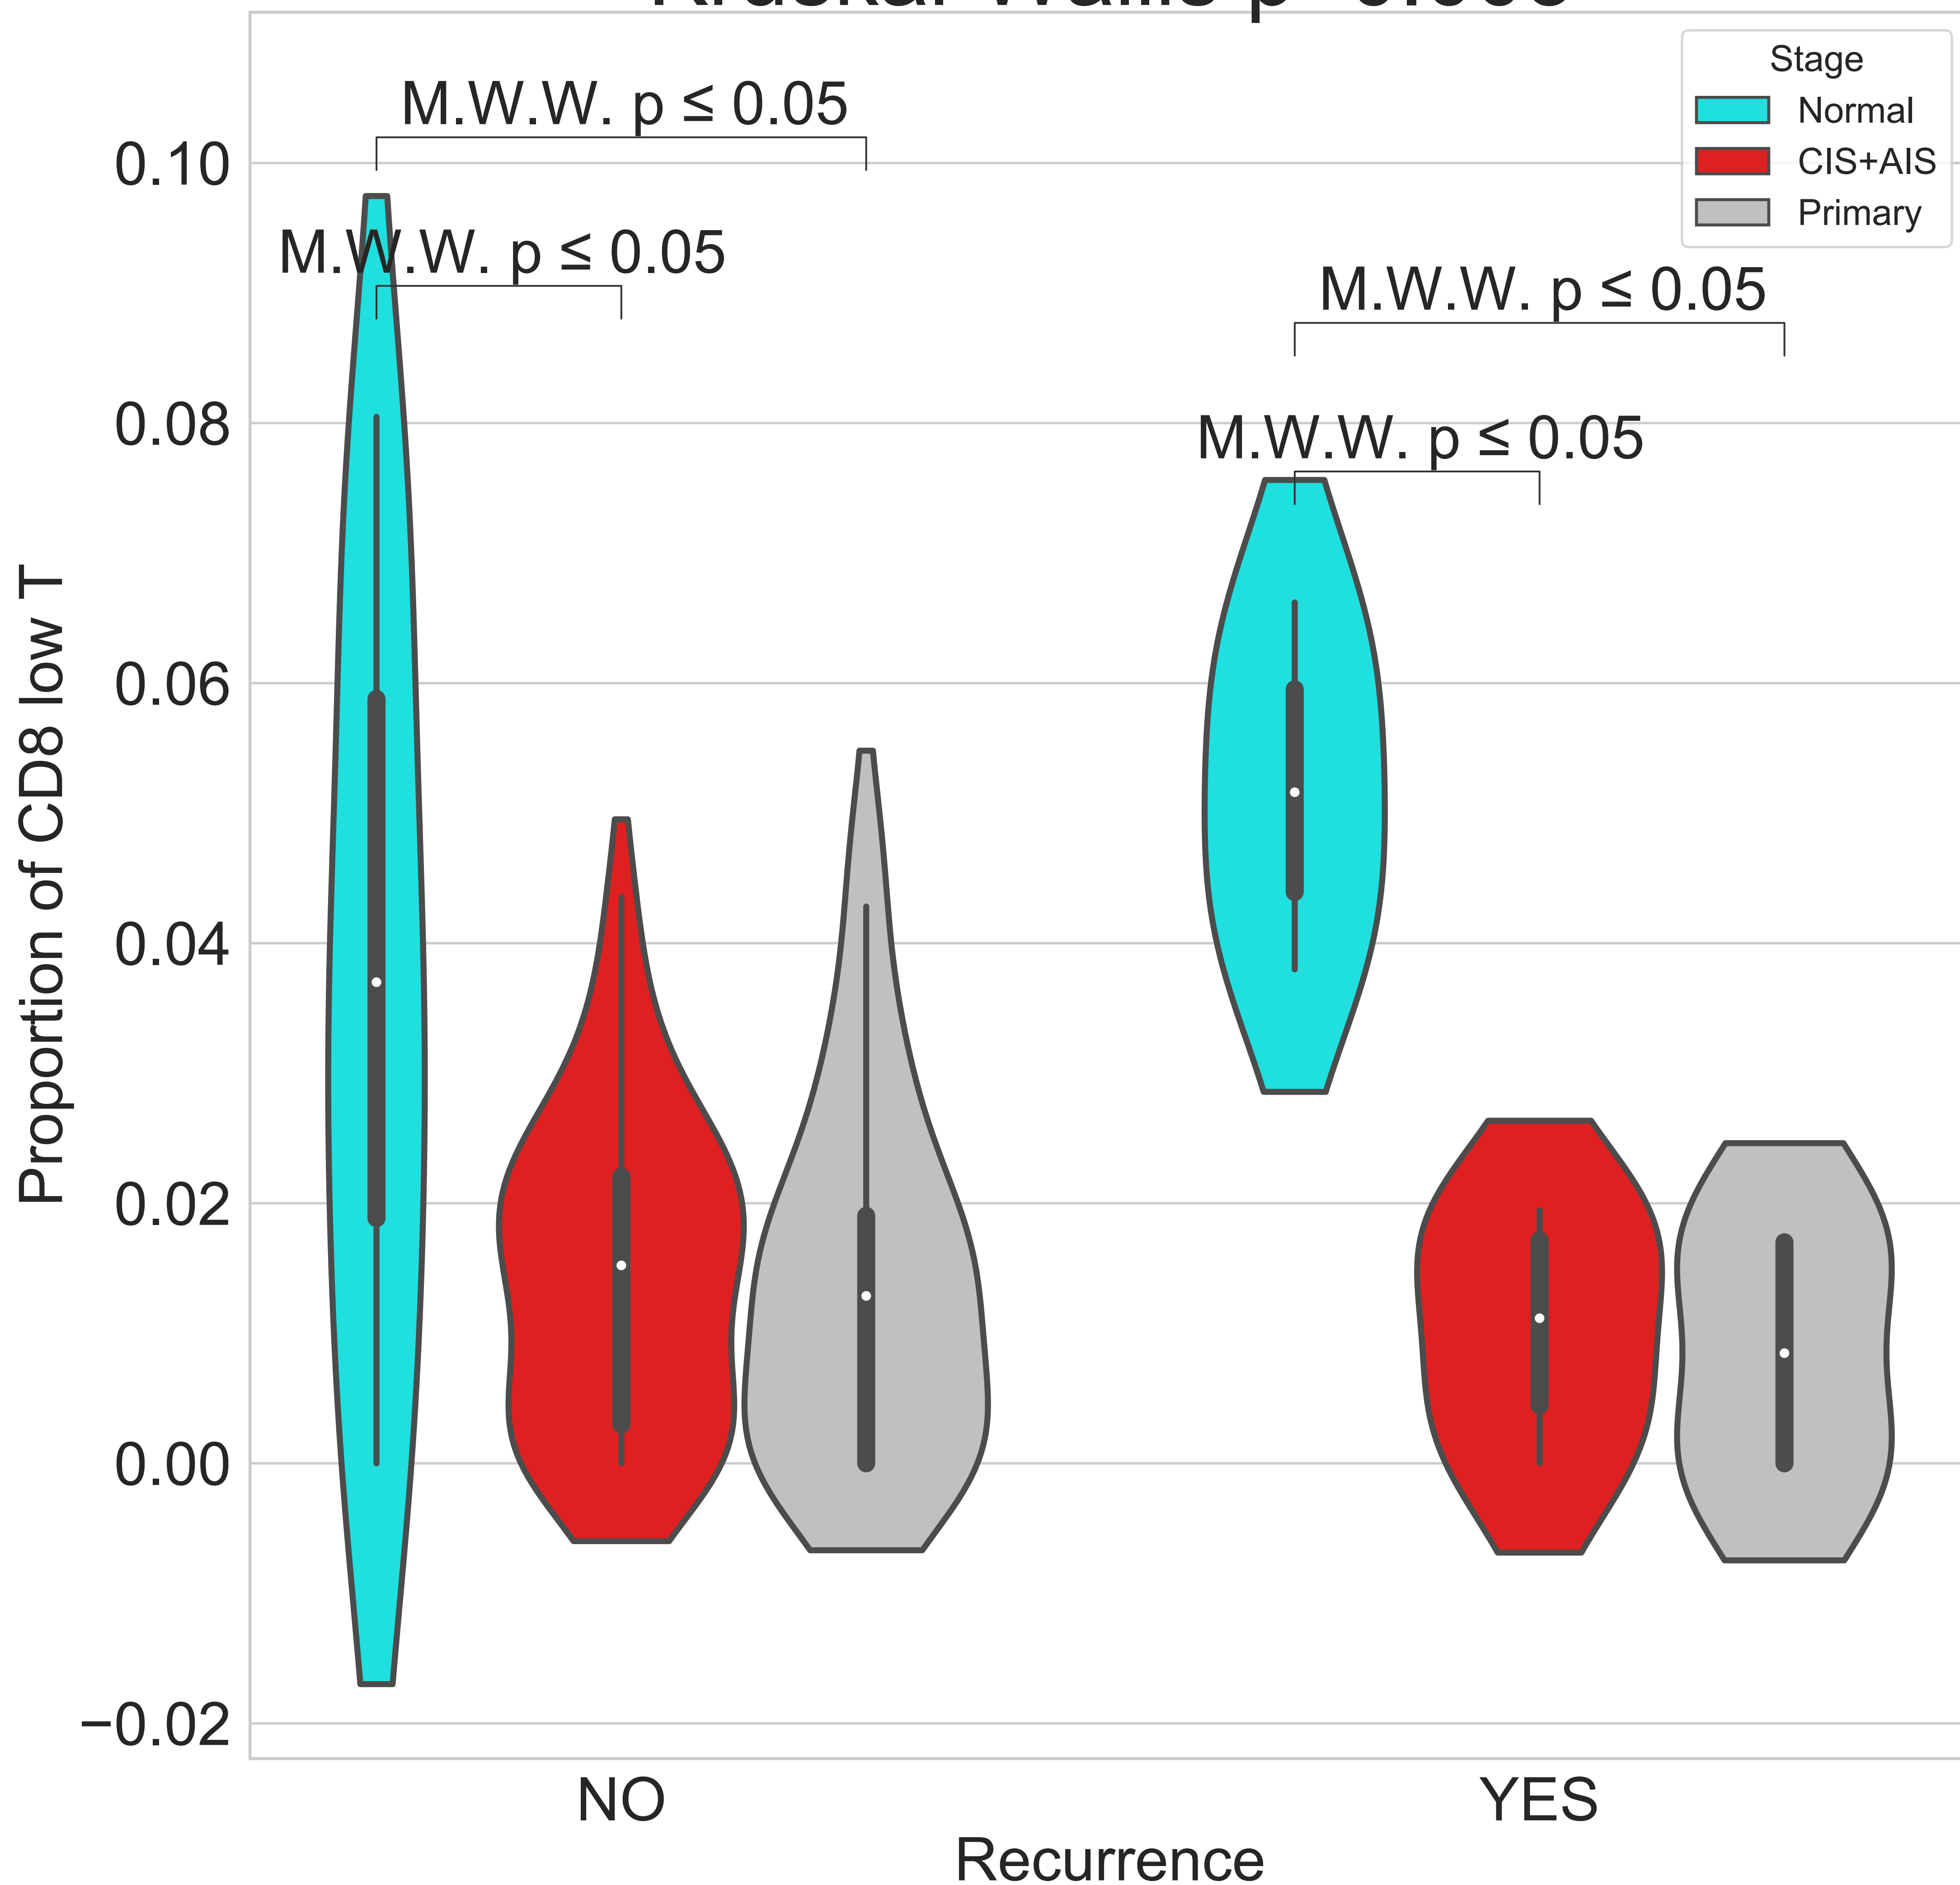 M.W.W. p ≤ 0.05
M.W.W. p ≤ 0.05
M.W.W. p ≤ 0.05
M.W.W. p ≤ 0.05
Stage
Normal
CIS+AIS
Primary
Proportion of CD8 low T
0.10
0.08
0.06
0.04
0.02
0.00
−0.02
NO
YES
Recurrence